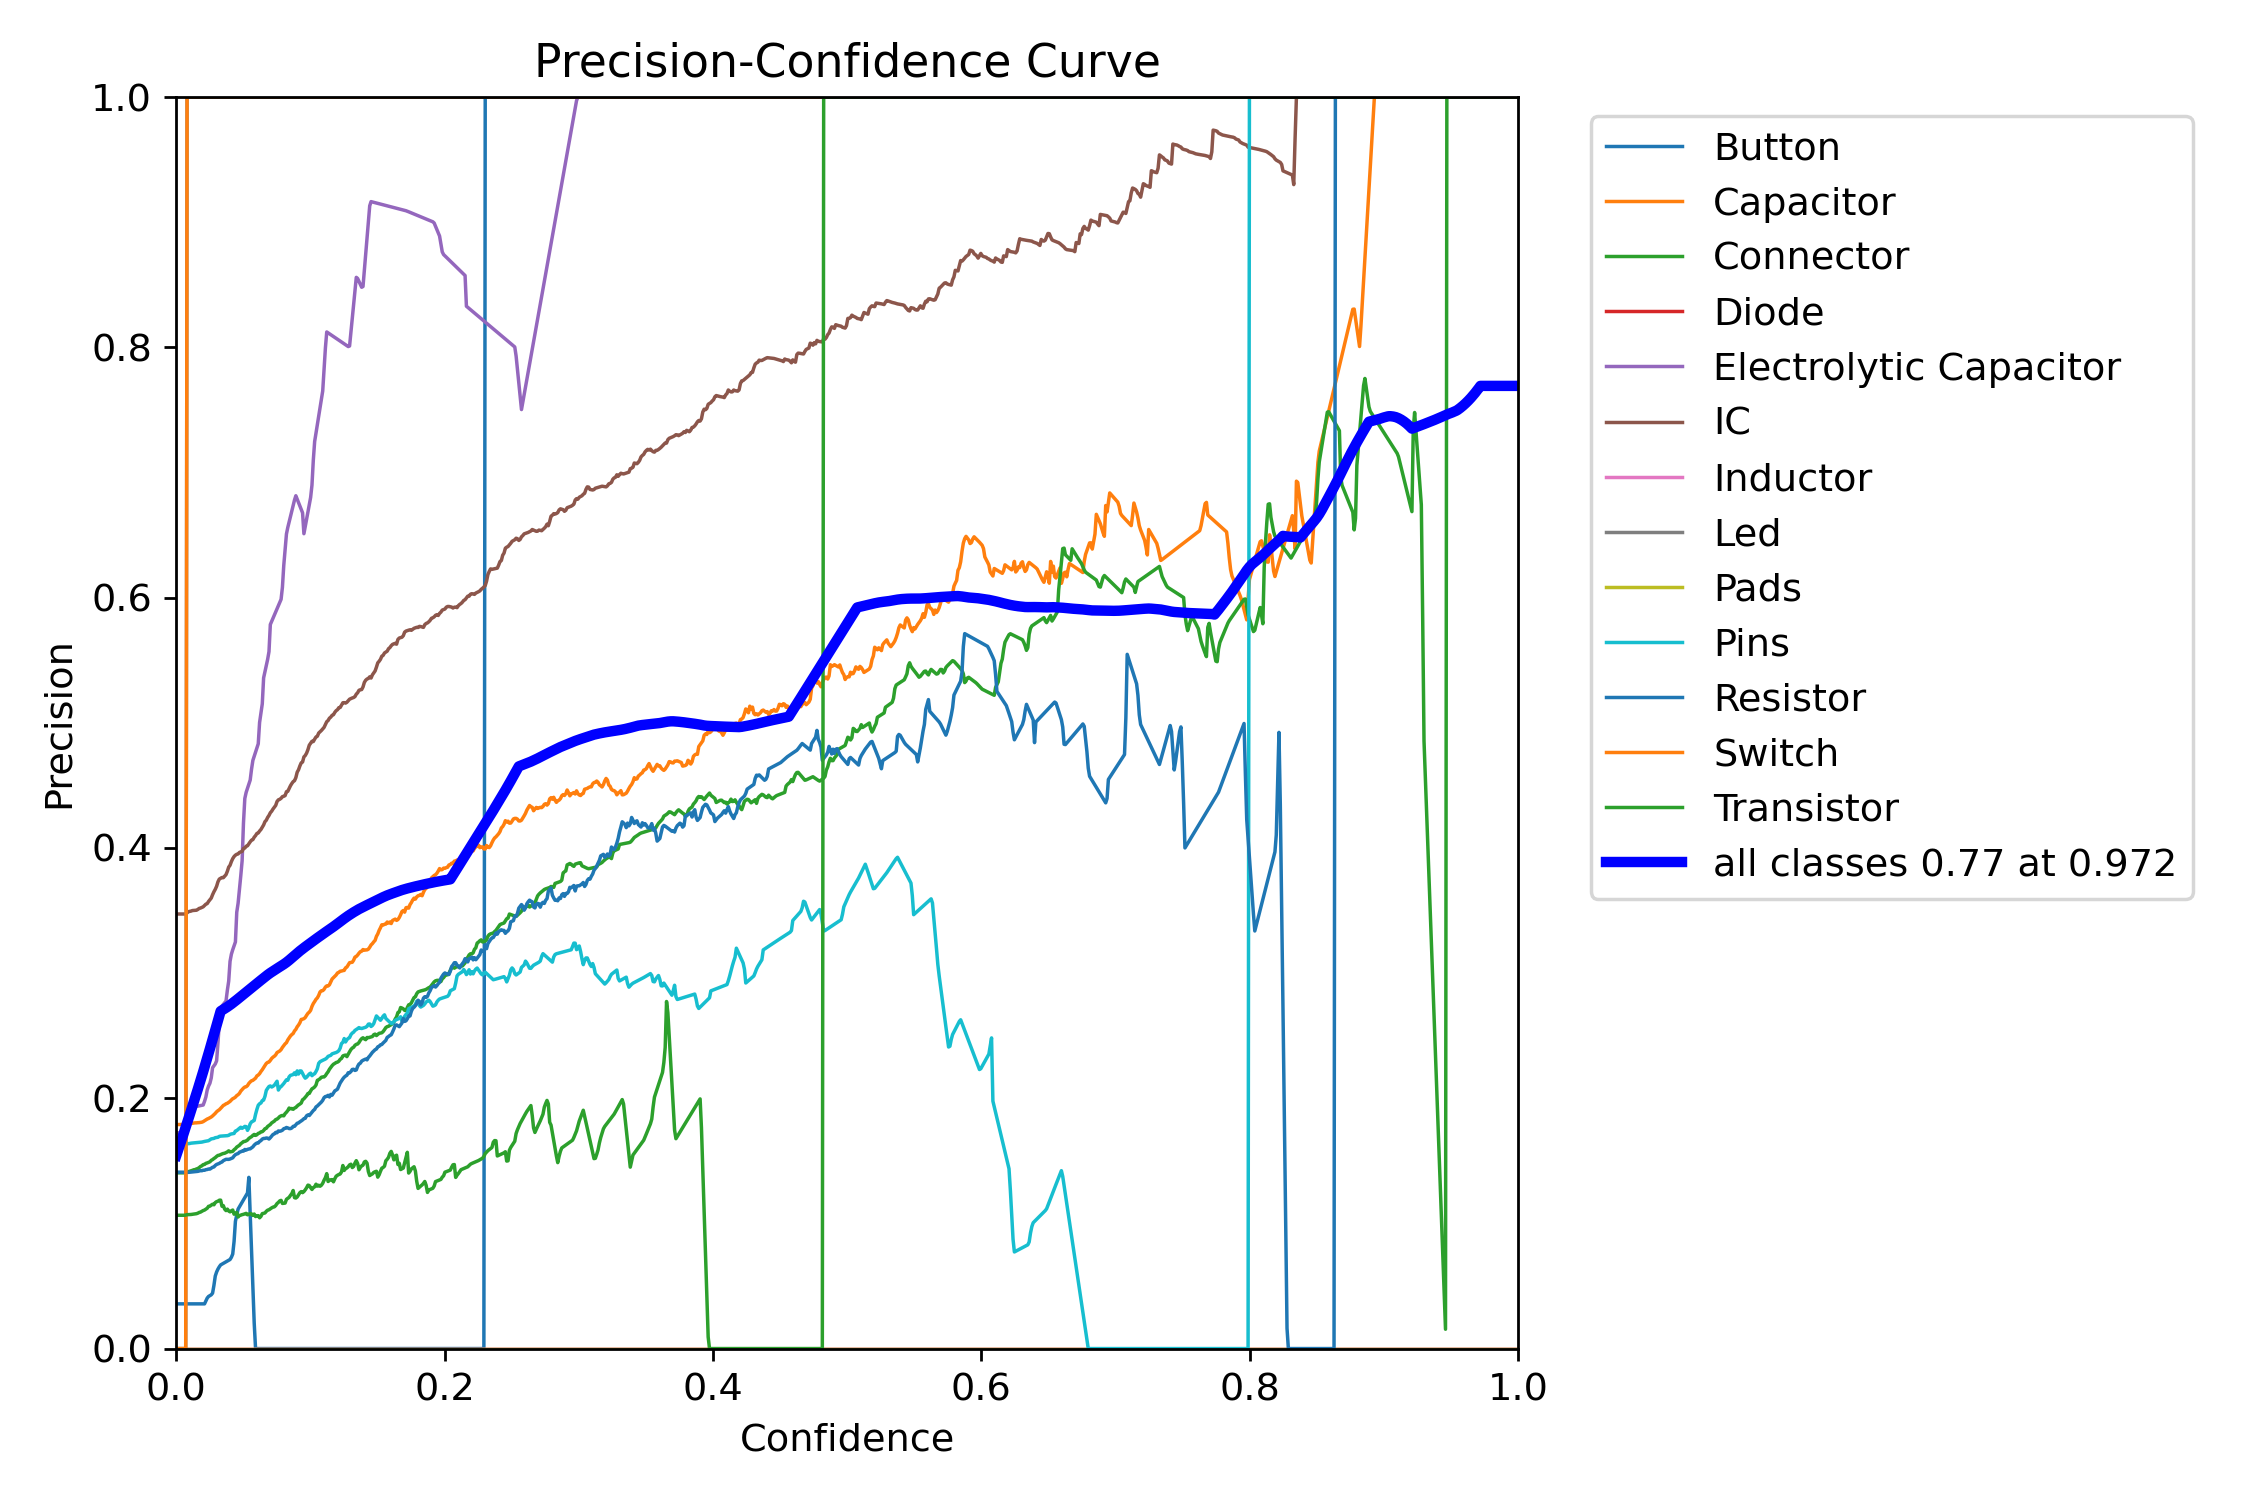 Precision-Confidence Curve
1.0
0.8
0.6
0.4
0.2
0.0
Precision
0.0 0.2 0.4 0.6 0.8 1.0
Confidence
Button
Capacitor
Connector
Diode
Electrolytic Capacitor
IC
Inductor
Led
Pads
Pins
Resistor
Switch
Transistor
all classes 0.77 at 0.972